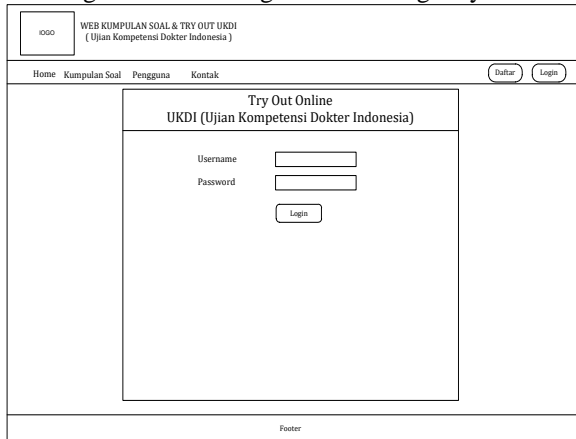 IOGO
WEB KUMPULAN SOAL & TRY OUT UKDI
( Ujian Kompetensi Dokter Indonesia )
Home Kumpulan Soal Pengguna Kontak Daftar Login
Try Out Online
UKDI (Ujian Kompetensi Dokter Indonesia)
Username
Password
Login
Footer